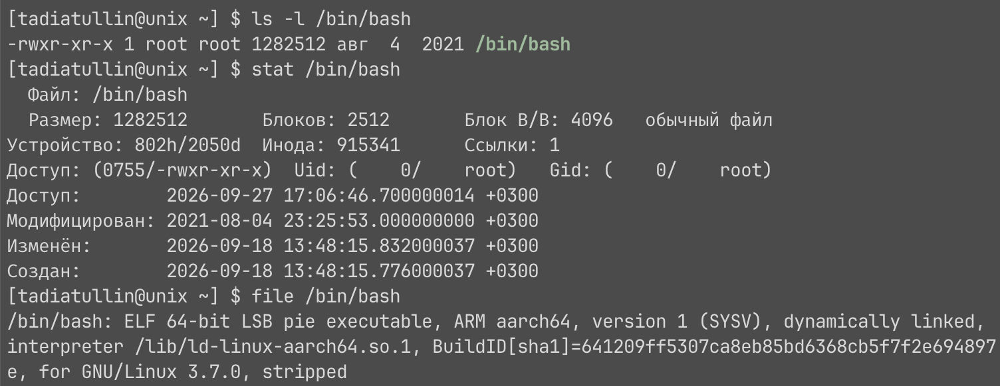 [tadiatullin@unix ~] $ ls -l /bin/bash
-rwxr-xr-x 1 root root 1282512 авг  4  2021 /bin/bash
[tadiatullin@unix ~] $ stat /bin/bash
  Файл: /bin/bash
  Размер: 1282512       Блоков: 2512       Блок В/В: 4096   обычный файл
Устройство: 802h/2050d  Инода: 915341      Ссылки: 1
Доступ: (0755/-rwxr-xr-x)  Uid: (    0/    root)   Gid: (    0/    root)
Доступ:        2026-09-27 17:06:46.700000014 +0300
Модифицирован: 2021-08-04 23:25:53.000000000 +0300
Изменён:       2026-09-18 13:48:15.832000037 +0300
Создан:        2026-09-18 13:48:15.776000037 +0300
[tadiatullin@unix ~] $ file /bin/bash
/bin/bash: ELF 64-bit LSB pie executable, ARM aarch64, version 1 (SYSV), dynamically linked,
interpreter /lib/ld-linux-aarch64.so.1, BuildID[sha1]=641209ff5307ca8eb85bd6368cb5f7f2e694897
e, for GNU/Linux 3.7.0, stripped